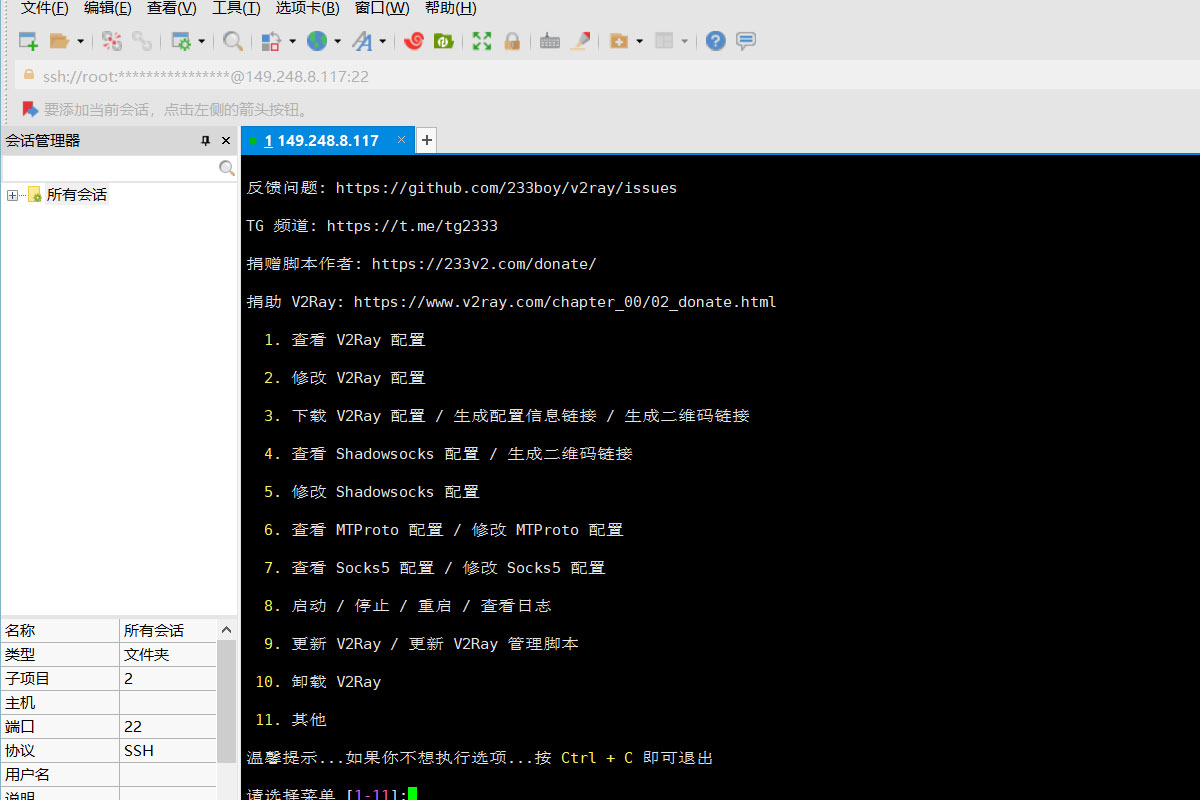 文件(F) 编辑(E) 查看(V) 工具(T) 选项卡(B) 窗口(W) 帮助(H)
ssh://root:****************@149.248.8.117:22
要添加当前会话，点击左侧的箭头按钮。
会话管理器
1 149.248.8.117
所有会话
反馈问题: https://github.com/233boy/v2ray/issues
TG 频道: https://t.me/tg2333
捐赠脚本作者: https://233v2.com/donate/
捐助 V2Ray: https://www.v2ray.com/chapter_00/02_donate.html
1. 查看 V2Ray 配置
2. 修改 V2Ray 配置
3. 下载 V2Ray 配置 / 生成配置信息链接 / 生成二维码链接
4. 查看 Shadowsocks 配置 / 生成二维码链接
5. 修改 Shadowsocks 配置
6. 查看 MTProto 配置 / 修改 MTProto 配置
7. 查看 Socks5 配置 / 修改 Socks5 配置
8. 启动 / 停止 / 重启 / 查看日志
9. 更新 V2Ray / 更新 V2Ray 管理脚本
10. 卸载 V2Ray
11. 其他
温馨提示...如果你不想执行选项...按 Ctrl + C 即可退出
请选择菜单 [1-11]:
名称 所有会话
类型 文件夹
子项目 2
主机
端口 22
协议 SSH
用户名
说明